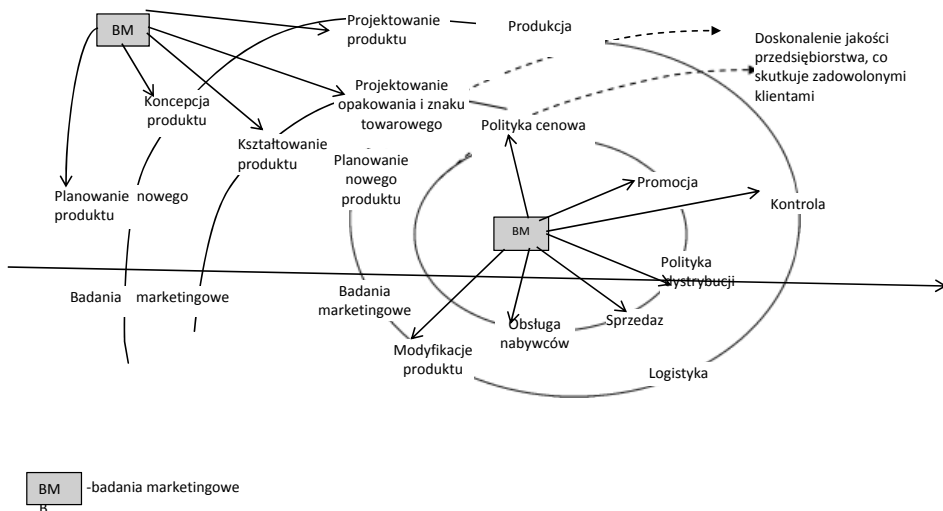 BM
Projektowanie
produktu
Produkcja
Doskonalenie jakości
przedsiębiorstwa, co
skutkuje zadowolonymi
klientami
Projektowanie
opakowania i znaku
towarowego
Koncepcja
produktu
Polityka cenowa
Kształtowanie
produktu
Planowanie
nowego
produktu
Planowanie nowego
produktu
Promocja
Kontrola
BM
Polityka
dystrybucji
Badania marketingowe
Badania
marketingowe
Obsługa
nabywców
Sprzedaz
Modyfikacje
produktu
Logistyka
BM
B
-badania marketingowe